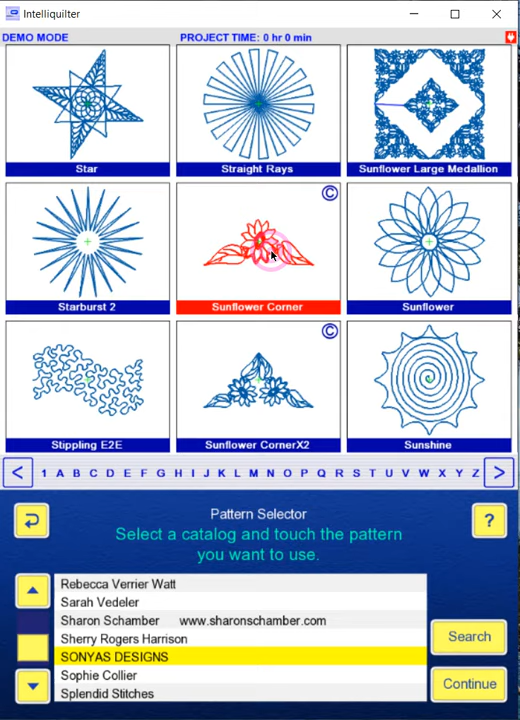 Intelliquilter
DEMO MODE PROJECT TIME: 0 hr 0 min
Star Straight Rays Sunflower Large Medallion
© 
Starburst 2 Sunflower Corner Sunflower
©
Stippling E2E Sunflower CornerX2 Sunshine
< 1 A B C D E F G H I J K L M N O P Q R S T U V W X Y Z >
Pattern Selector
Select a catalog and touch the pattern
you want to use.
?
Rebecca Verrier Watt
Sarah Vedeler
Sharon Schamber www.sharonschamber.com
Sherry Rogers Harrison
SONYAS DESIGNS
Sophie Collier
Splendid Stitches
Search
Continue